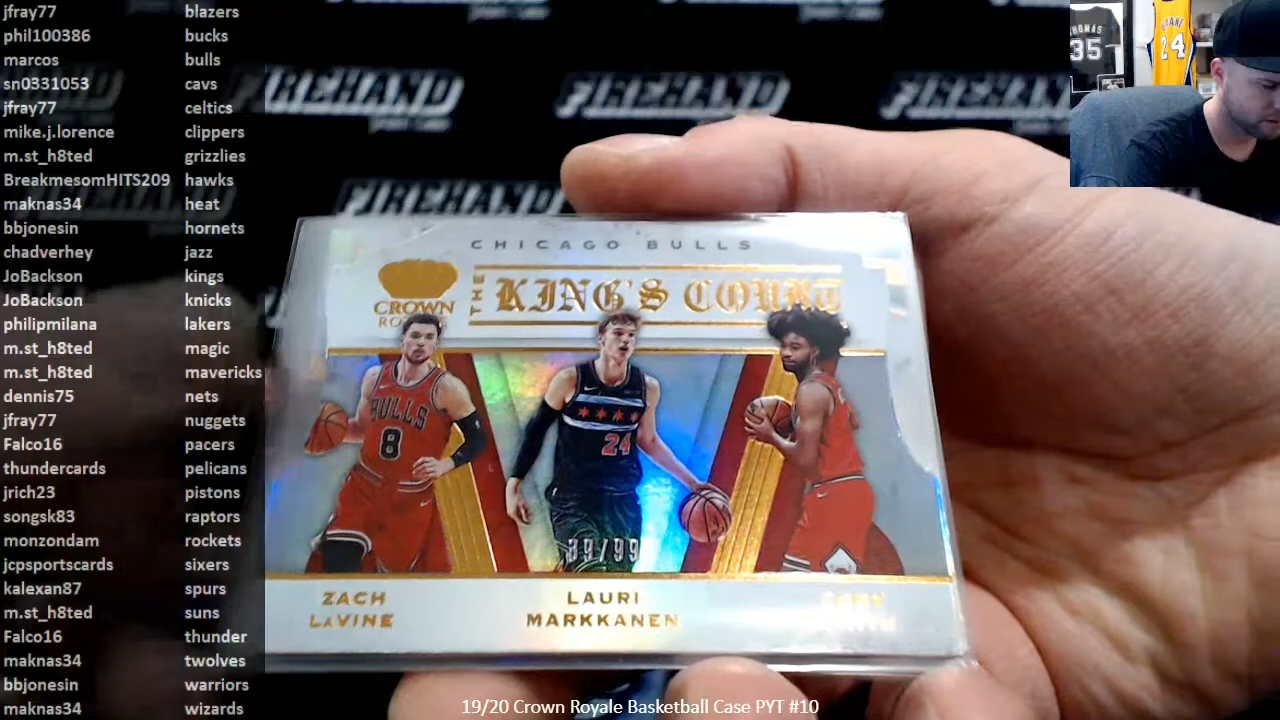 jfray77 blazers
phil100386 bucks
marcos bulls
sn0331053 cavs
jfray77 celtics
mike.j.lorence clippers
m.st_h8ted grizzlies
BreakmesomHITS209 hawks
maknas34 heat
bbjonesin hornets
chadverhey jazz
JoBackson kings
JoBackson knicks
philipmilana lakers
m.st_h8ted magic
m.st_h8ted mavericks
dennis75 nets
jfray77 nuggets
Falco16 pacers
thundercards pelicans
jrich23 pistons
songsk83 raptors
monzondam rockets
jcpsportscards sixers
kalexan87 spurs
m.st_h8ted suns
Falco16 thunder
maknas34 twolves
bbjonesin warriors
maknas34 wizards
FIREHAND FIREHAND FIREHAND
FIREHAND
35
24
CHICAGO BULLS
CROWN
THE KING'S COURT
BULLS
8
24
39/99
ZACH
LAVINE
LAURI
MARKKANEN
19/20 Crown Royale Basketball Case PYT #10